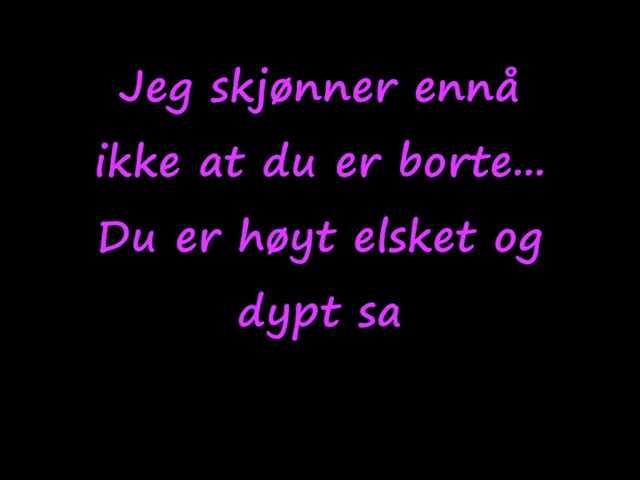 Jeg skjønner ennå
ikke at du er borte...
Du er høyt elsket og
dypt sa